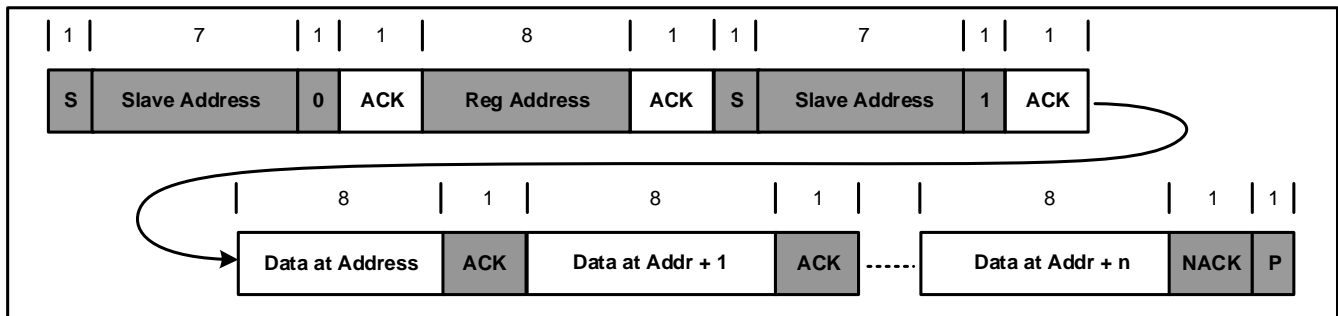 1 7 1 1 8 1 1 7 1 1
S Slave Address 0 ACK Reg Address ACK S Slave Address 1 ACK
8 1 8 1 8 1 1
Data at Address ACK Data at Addr + 1 ACK Data at Addr + n NACK P